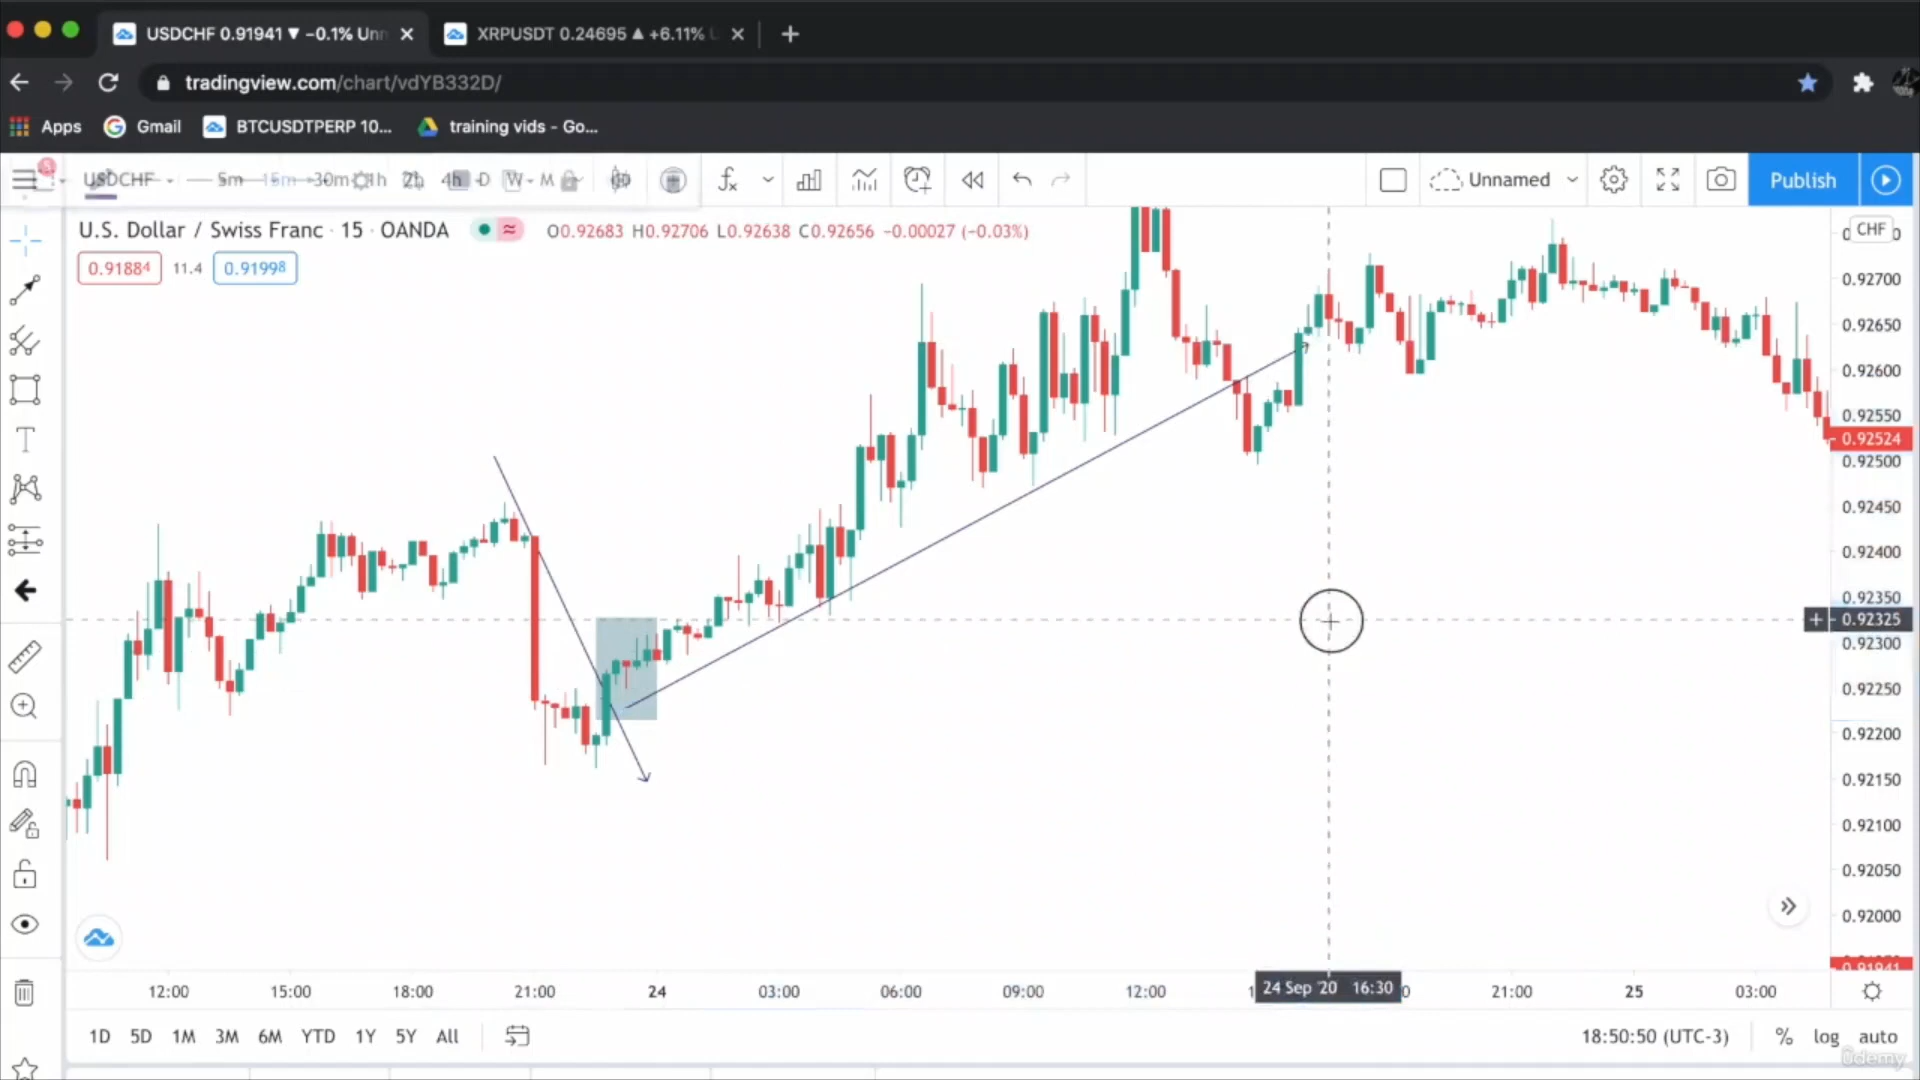 USDCHF 0.91941 ▼ −0.1% Unn
XRPUSDT 0.24695 ▲ +6.11% U
tradingview.com/chart/vdYB332D/
Apps
Gmail
BTCUSDTPERP 10...
training vids - Go...
5
USDCHF
5m
15m
30m
1h
2h
4h
D
W
M
Unnamed
Publish
U.S. Dollar / Swiss Franc · 15 · OANDA
O0.92683 H0.92706 L0.92638 C0.92656 −0.00027 (−0.03%)
0.91884
11.4
0.91998
CHF
0.92700
0.92650
0.92600
0.92550
0.92524
0.92500
0.92450
0.92400
0.92350
0.92325
0.92300
0.92250
0.92200
0.92150
0.92100
0.92050
0.92000
0.91941
12:00
15:00
18:00
21:00
24
03:00
06:00
09:00
12:00
24 Sep '20 16:30
21:00
25
03:00
1D 5D 1M 3M 6M YTD 1Y 5Y All
18:50:50 (UTC-3)
% log auto
ûdemy